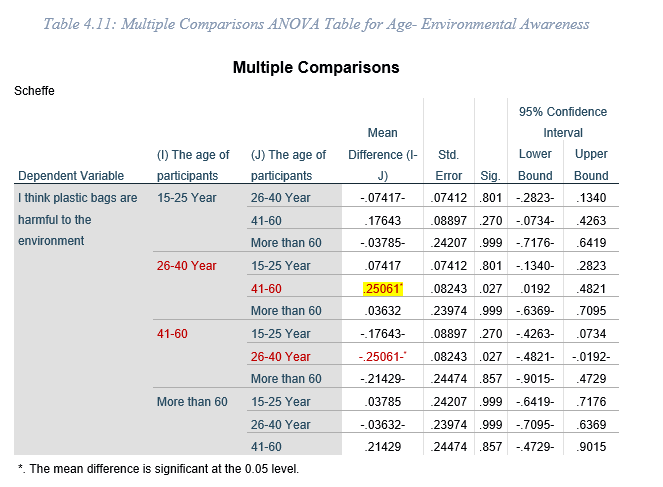 Table 4.11: Multiple Comparisons ANOVA Table for Age- Environmental Awareness
Multiple Comparisons
Scheffe
95% Confidence
Mean Interval
(I) The age of (J) The age of Difference (I- Std. Lower Upper
Dependent Variable participants participants J) Error Sig. Bound Bound
I think plastic bags are 15-25 Year 26-40 Year -.07417- .07412 .801 -.2823- .1340
harmful to the 41-60 .17643 .08897 .270 -.0734- .4263
environment More than 60 -.03785- .24207 .999 -.7176- .6419
26-40 Year 15-25 Year .07417 .07412 .801 -.1340- .2823
41-60 .25061* .08243 .027 .0192 .4821
More than 60 .03632 .23974 .999 -.6369- .7095
41-60 15-25 Year -.17643- .08897 .270 -.4263- .0734
26-40 Year -.25061-* .08243 .027 -.4821- -.0192-
More than 60 -.21429- .24474 .857 -.9015- .4729
More than 60 15-25 Year .03785 .24207 .999 -.6419- .7176
26-40 Year -.03632- .23974 .999 -.7095- .6369
41-60 .21429 .24474 .857 -.4729- .9015
*. The mean difference is significant at the 0.05 level.